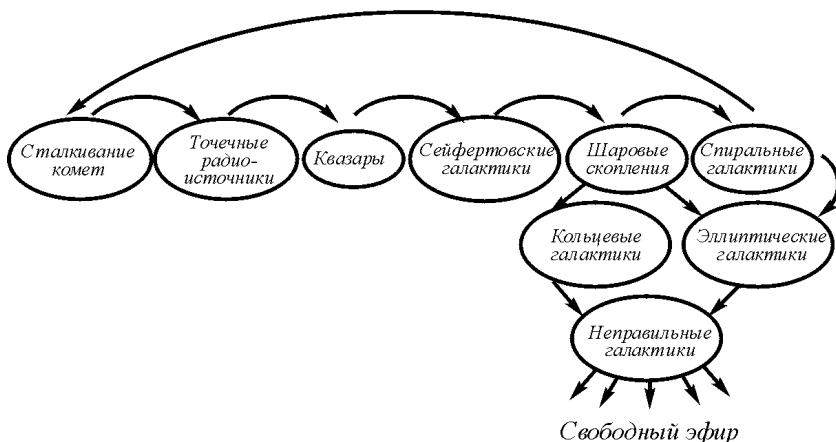 Сталкивание
комет
Точечные
радио-
источники
Квазары
Сейфертовские
галактики
Шаровые
скопления
Спиральные
галактики
Кольцевые
галактики
Эллиптические
галактики
Неправильные
галактики
Свободный эфир